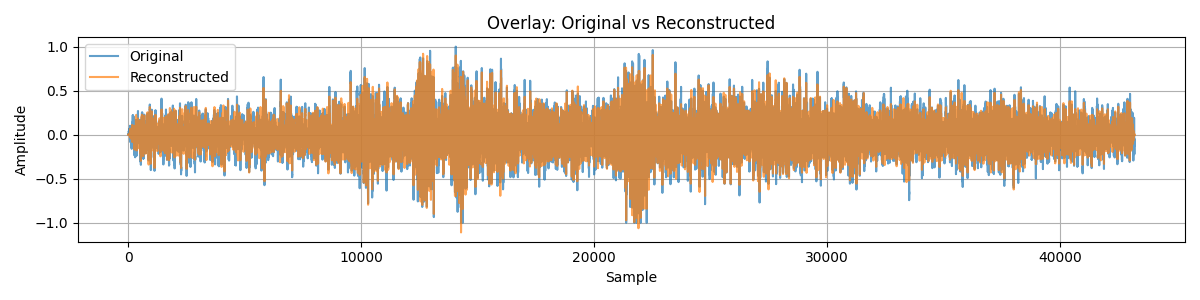 Overlay: Original vs Reconstructed
Original
Reconstructed
Amplitude
1.0
0.5
0.0
−0.5
−1.0
0
10000
20000
30000
40000
Sample